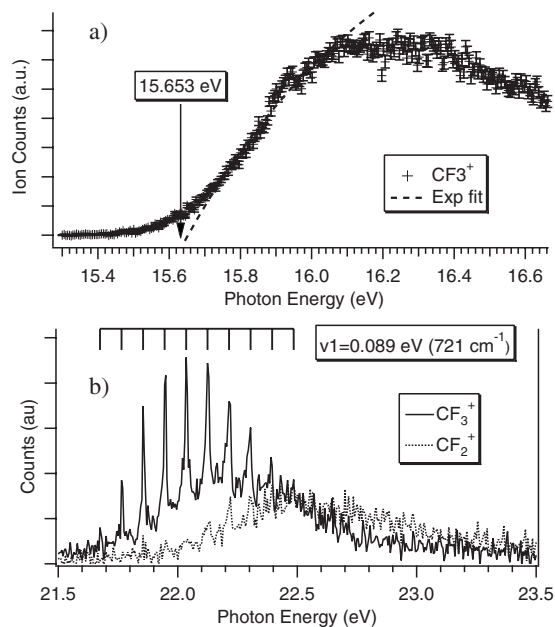 a)
15.653 eV
Ion Counts (a.u.)
CF3+
Exp fit
15.4 15.6 15.8 16.0 16.2 16.4 16.6
Photon Energy (eV)
b)
v1=0.089 eV (721 cm⁻¹)
Counts (au)
CF₃⁺
CF₂⁺
21.5 22.0 22.5 23.0 23.5
Photon Energy (eV)